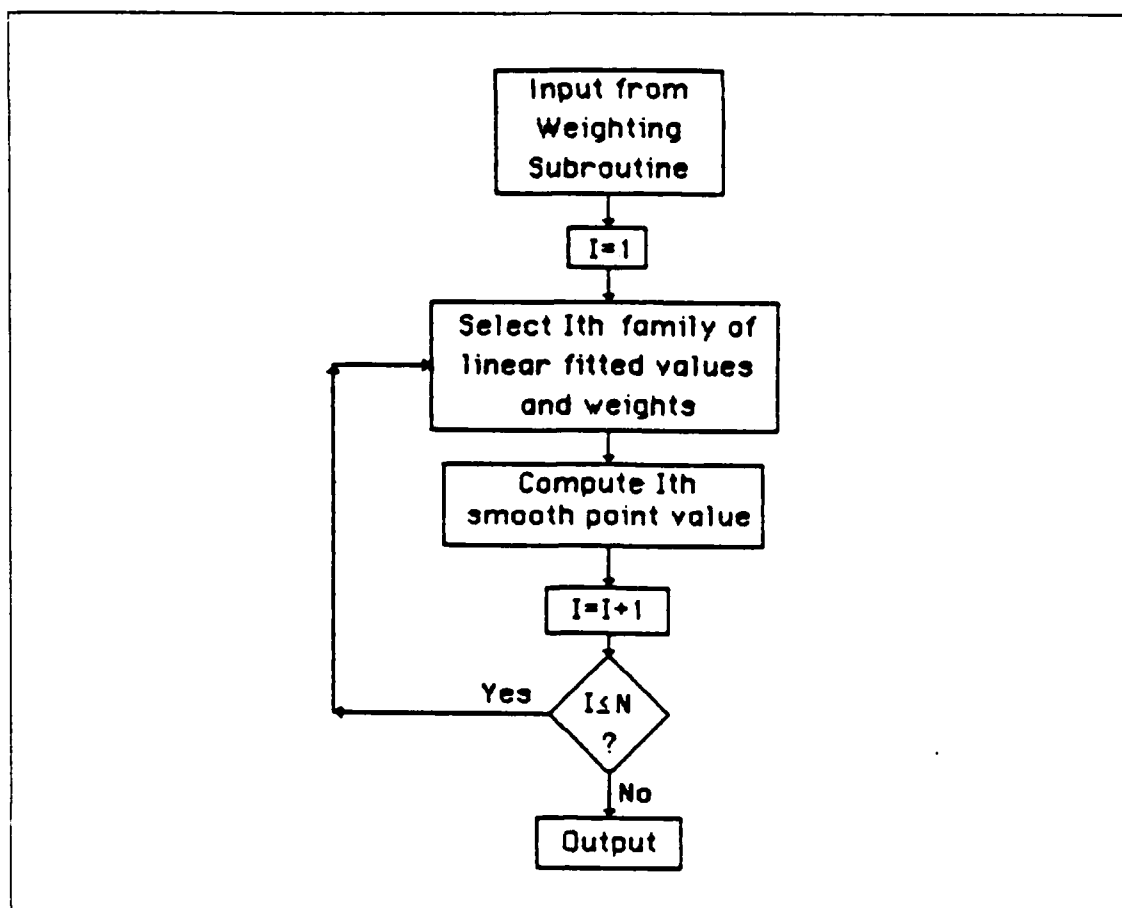 Input from
Weighting
Subroutine
I=1
Select Ith family of
linear fitted values
and weights
Compute Ith
smooth point value
I=I+1
Yes
I≤N
?
No
Output